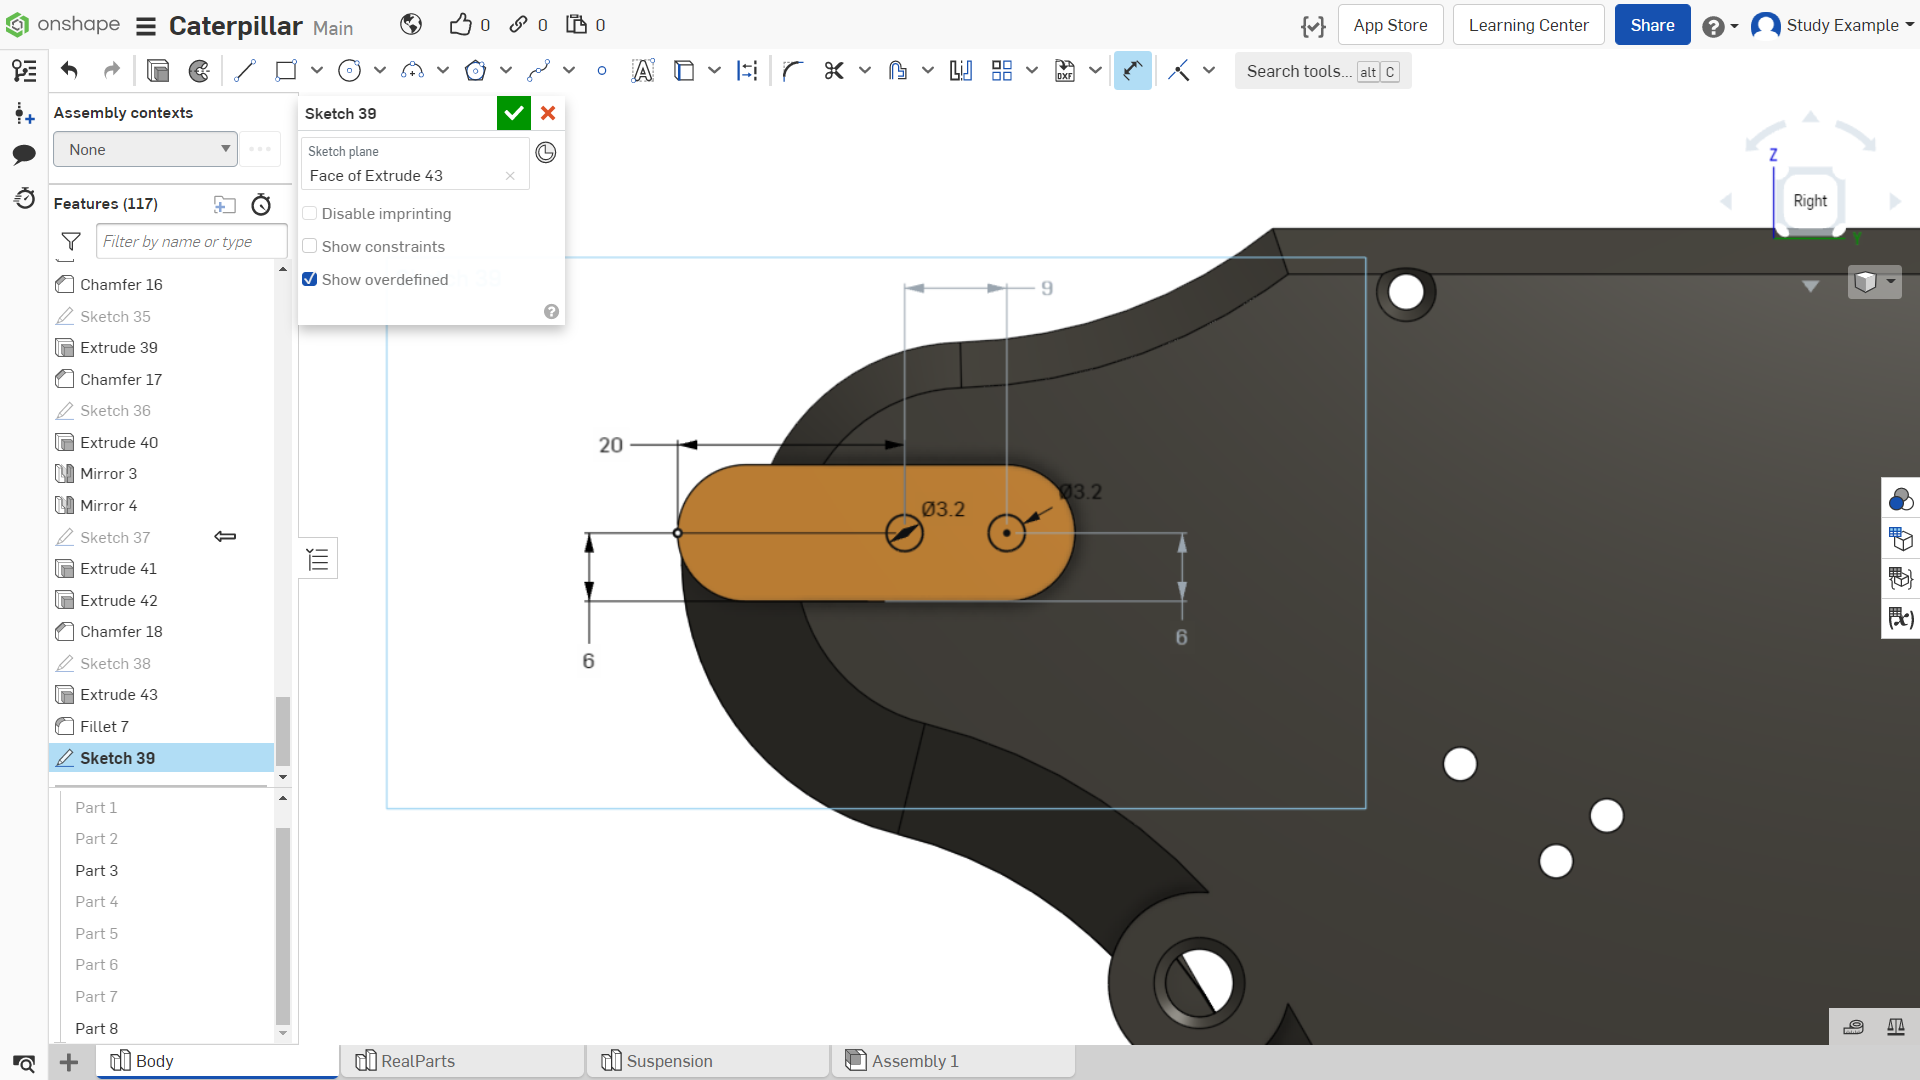 onshape Caterpillar Main 0 0 0 App Store Learning Center Share Study Example
Search tools... alt C
Assembly contexts
None
Features (117)
Filter by name or type
Chamfer 16
Sketch 35
Extrude 39
Chamfer 17
Sketch 36
Extrude 40
Mirror 3
Mirror 4
Sketch 37
Extrude 41
Extrude 42
Chamfer 18
Sketch 38
Extrude 43
Fillet 7
Sketch 39
Part 1
Part 2
Part 3
Part 4
Part 5
Part 6
Part 7
Part 8
Sketch 39
Sketch plane
Face of Extrude 43
Disable imprinting
Show constraints
Show overdefined
9
20
Ø3.2
Ø3.2
6
6
Z
Right
Y
DXF
(x)
Body
RealParts
Suspension
Assembly 1